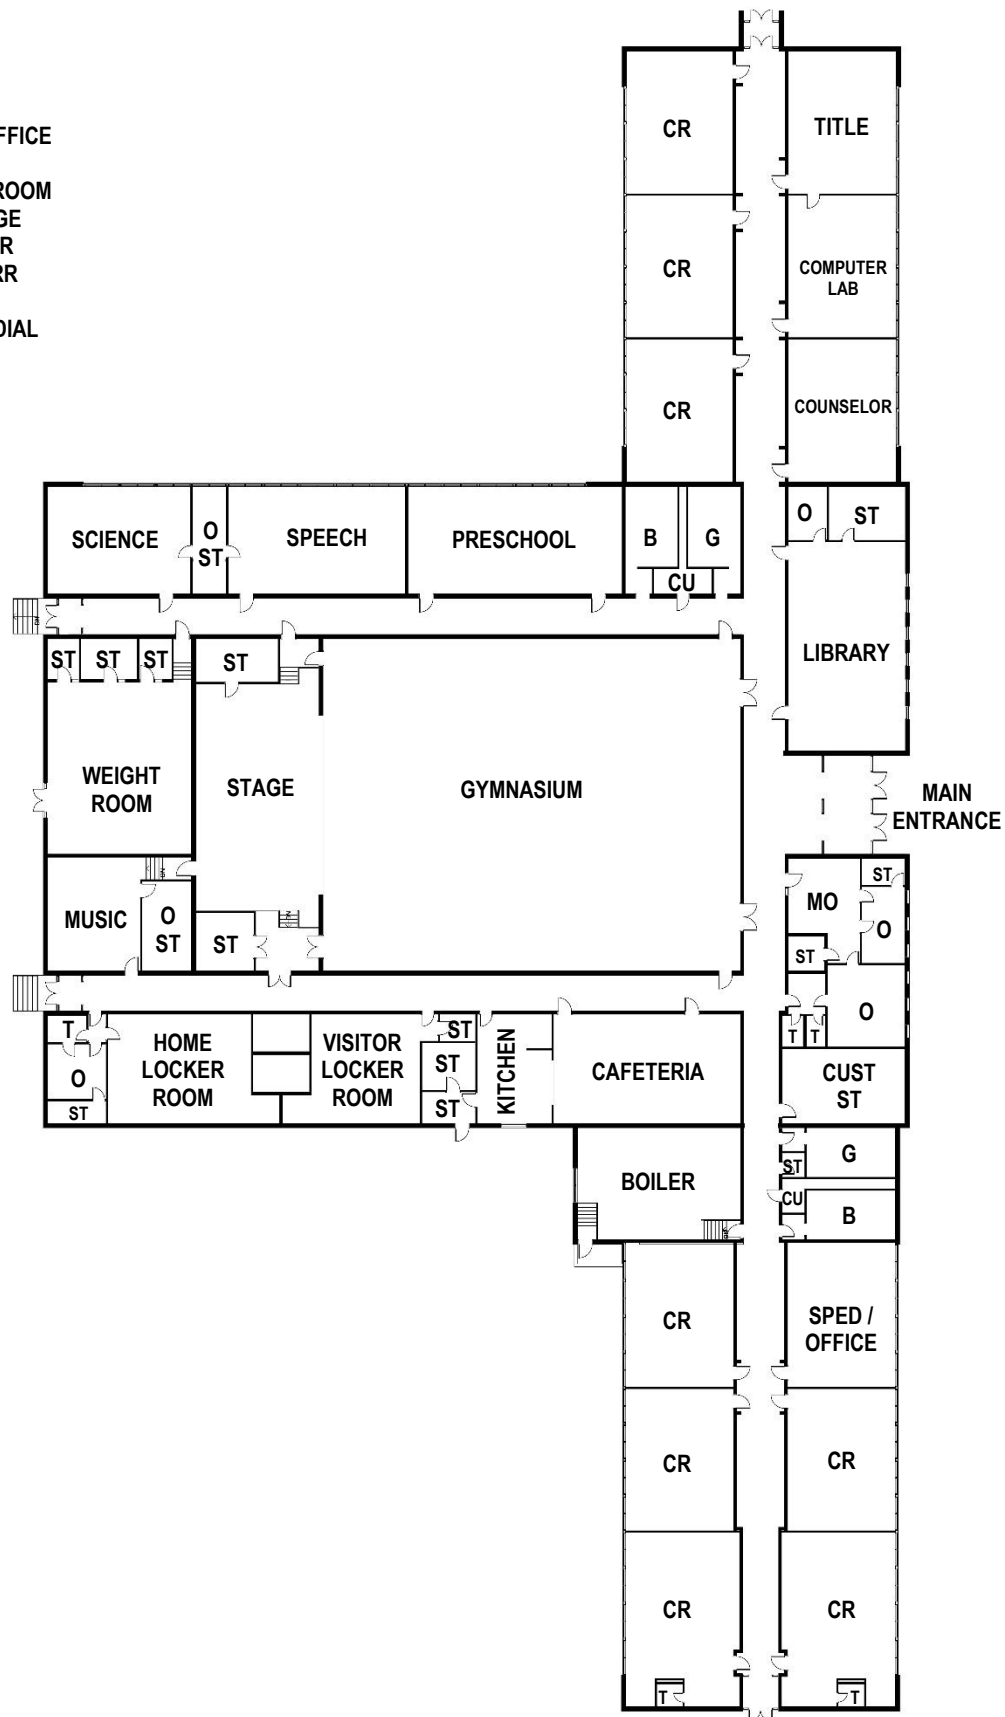 FFICE
ROOM
GE
R
RR
DIAL
CR
TITLE
CR
COMPUTER
LAB
CR
COUNSELOR
SCIENCE
O
ST
SPEECH
PRESCHOOL
B
G
CU
O
ST
LIBRARY
ST
ST
ST
ST
WEIGHT
ROOM
STAGE
GYMNASIUM
MAIN
ENTRANCE
MUSIC
O
ST
ST
MO
ST
O
ST
O
T
T
T
O
ST
HOME
LOCKER
ROOM
VISITOR
LOCKER
ROOM
ST
ST
ST
KITCHEN
CAFETERIA
CUST
ST
BOILER
G
ST
CU
B
CR
SPED /
OFFICE
CR
CR
CR
CR
T
T